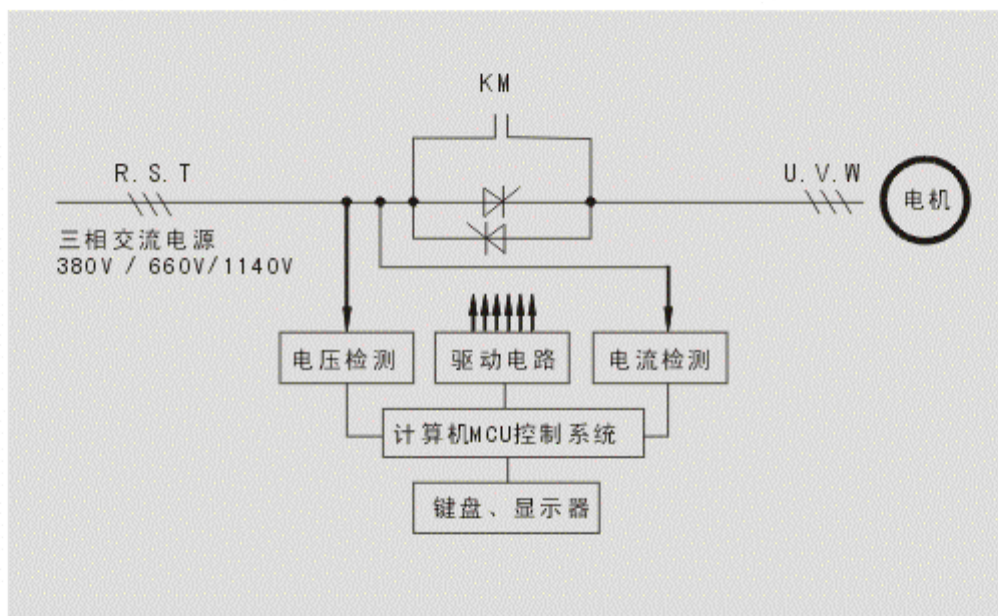 KM
R. S. T
U. V. W
电机
三相交流电源
380V / 660V/1140V
电压检测
驱动电路
电流检测
计算机MCU控制系统
键盘、显示器